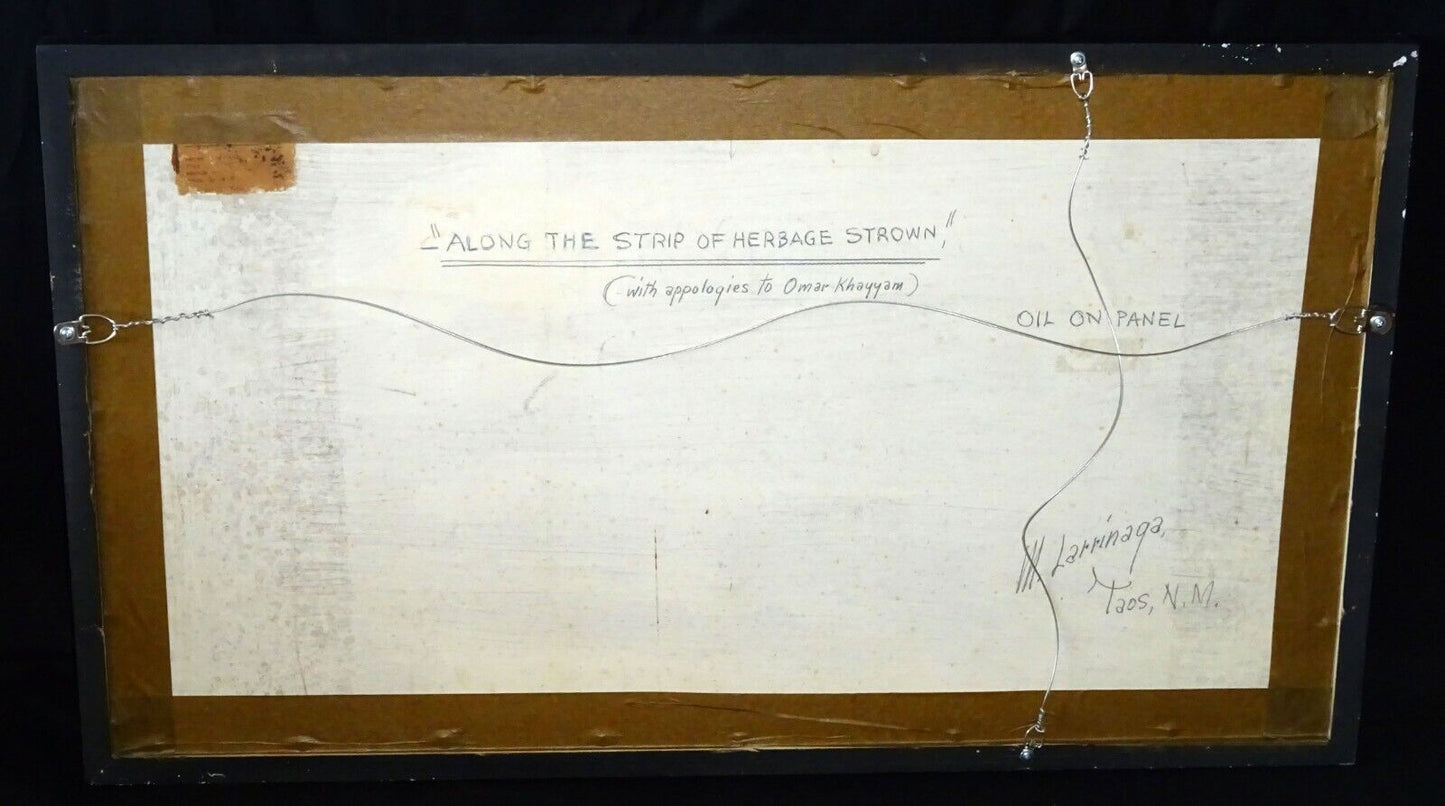 "ALONG THE STRIP OF HERBAGE STROWN,"
(with appologies to Omar Khayyam)
OIL ON PANEL
M. Larrinaga,
Taos, N.M.